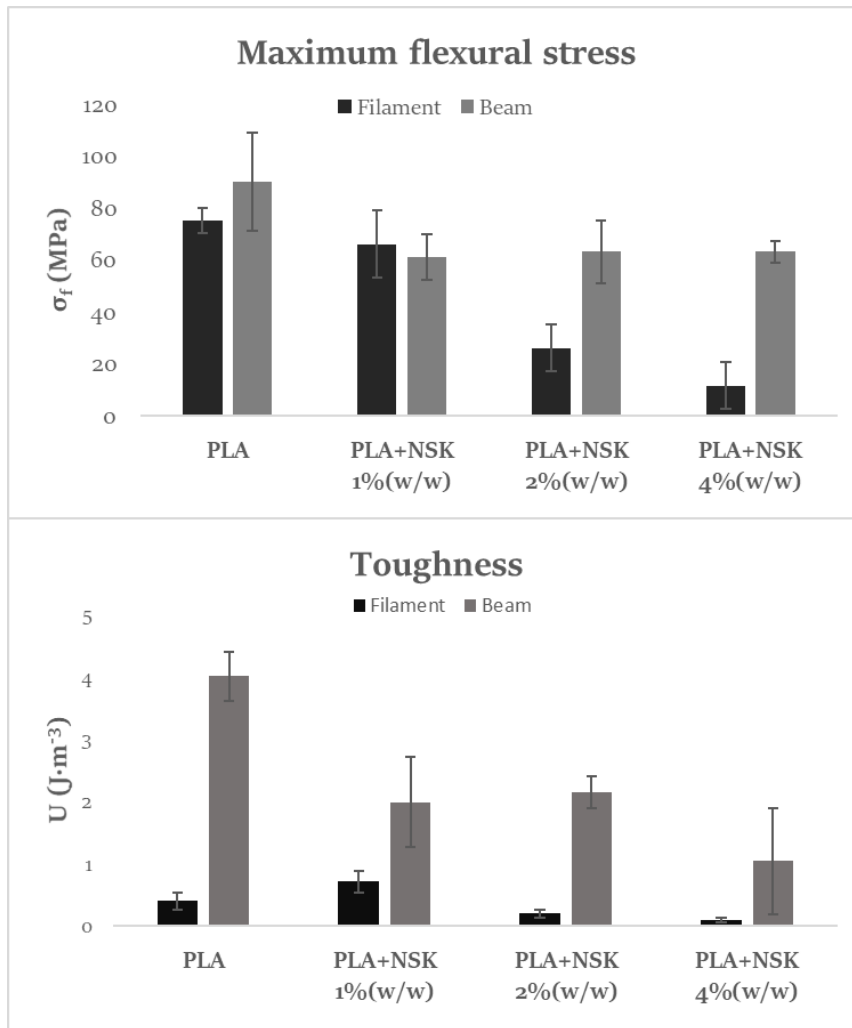 Maximum flexural stress
Filament Beam
120
100
80
60
40
20
0
σf (MPa)
PLA PLA+NSK PLA+NSK PLA+NSK
1%(w/w) 2%(w/w) 4%(w/w)
Toughness
Filament Beam
5
4
3
2
1
0
U (J·m⁻³)
PLA PLA+NSK PLA+NSK PLA+NSK
1%(w/w) 2%(w/w) 4%(w/w)